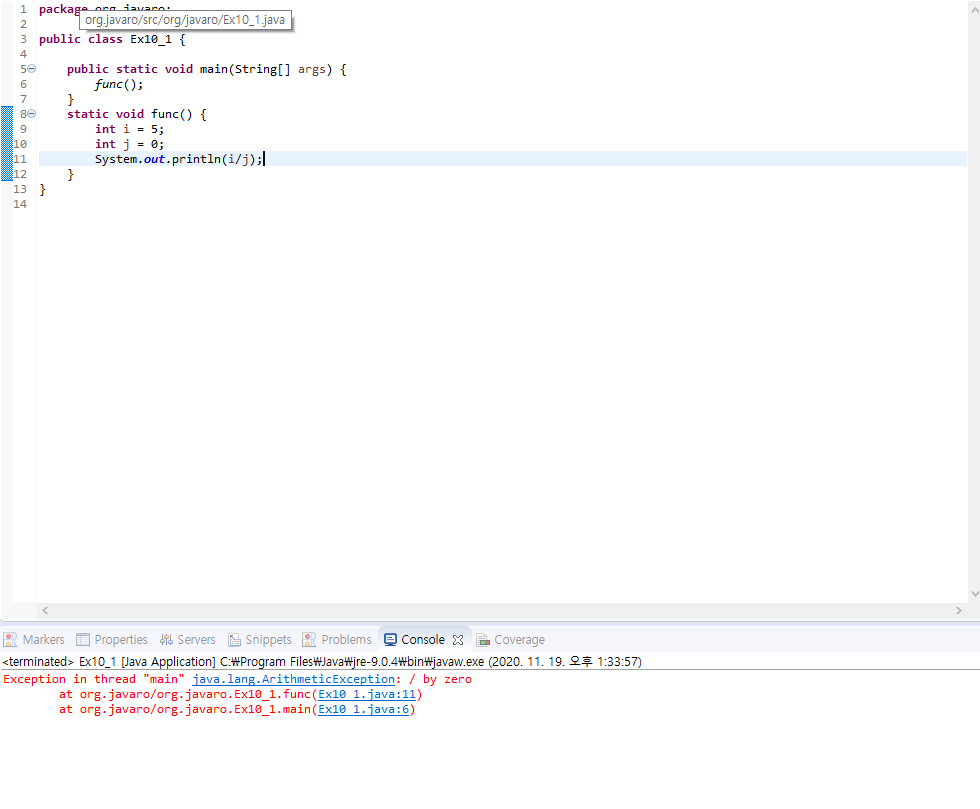 1 package org.javaro;
org.javaro/src/org/javaro/Ex10_1.java
2
3 public class Ex10_1 {
4
5 public static void main(String[] args) {
6 func();
7 }
8 static void func() {
9 int i = 5;
10 int j = 0;
11 System.out.println(i/j);
12 }
13 }
14
Markers Properties Servers Snippets Problems Console Coverage
<terminated> Ex10_1 [Java Application] C:₩Program Files₩Java₩jre-9.0.4₩bin₩javaw.exe (2020. 11. 19. 오후 1:33:57)
Exception in thread "main" java.lang.ArithmeticException: / by zero
at org.javaro/org.javaro.Ex10_1.func(Ex10_1.java:11)
at org.javaro/org.javaro.Ex10_1.main(Ex10_1.java:6)